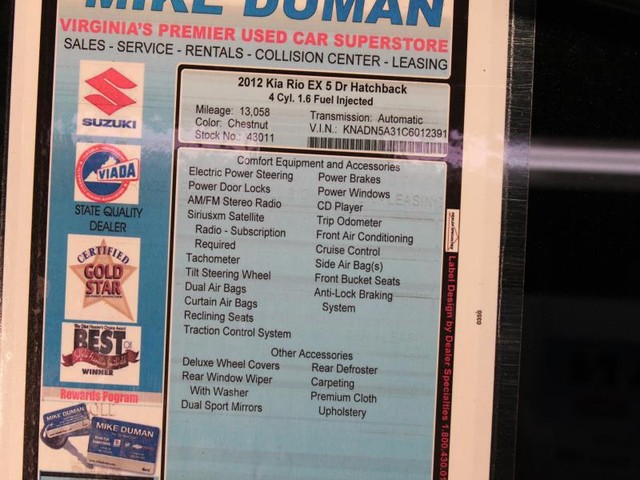 MIKE DUMAN
VIRGINIA'S PREMIER USED CAR SUPERSTORE
SALES - SERVICE - RENTALS - COLLISION CENTER - LEASING
SUZUKI
VIADA
STATE QUALITY
DEALER
CERTIFIED
GOLD
STAR
BEST OF
WINNER
Rewards Pogram
MIKE DUMAN
MIKE DUMAN
2012 Kia Rio EX 5 Dr Hatchback
4 Cyl. 1.6 Fuel Injected
Mileage: 13,058 Transmission: Automatic
Color: Chestnut V.I.N.: KNADN5A31C6012391
Stock No.: 43011
Comfort Equipment and Accessories
Electric Power Steering Power Brakes
Power Door Locks Power Windows
AM/FM Stereo Radio CD Player
Siriusxm Satellite Trip Odometer
Radio - Subscription Front Air Conditioning
Required Cruise Control
Tachometer Side Air Bag(s)
Tilt Steering Wheel Front Bucket Seats
Dual Air Bags Anti-Lock Braking
Curtain Air Bags System
Reclining Seats
Traction Control System
Other Accessories
Deluxe Wheel Covers Rear Defroster
Rear Window Wiper Carpeting
With Washer Premium Cloth
Dual Sport Mirrors Upholstery
Label Design by Dealer Specialties 1.800.430.0